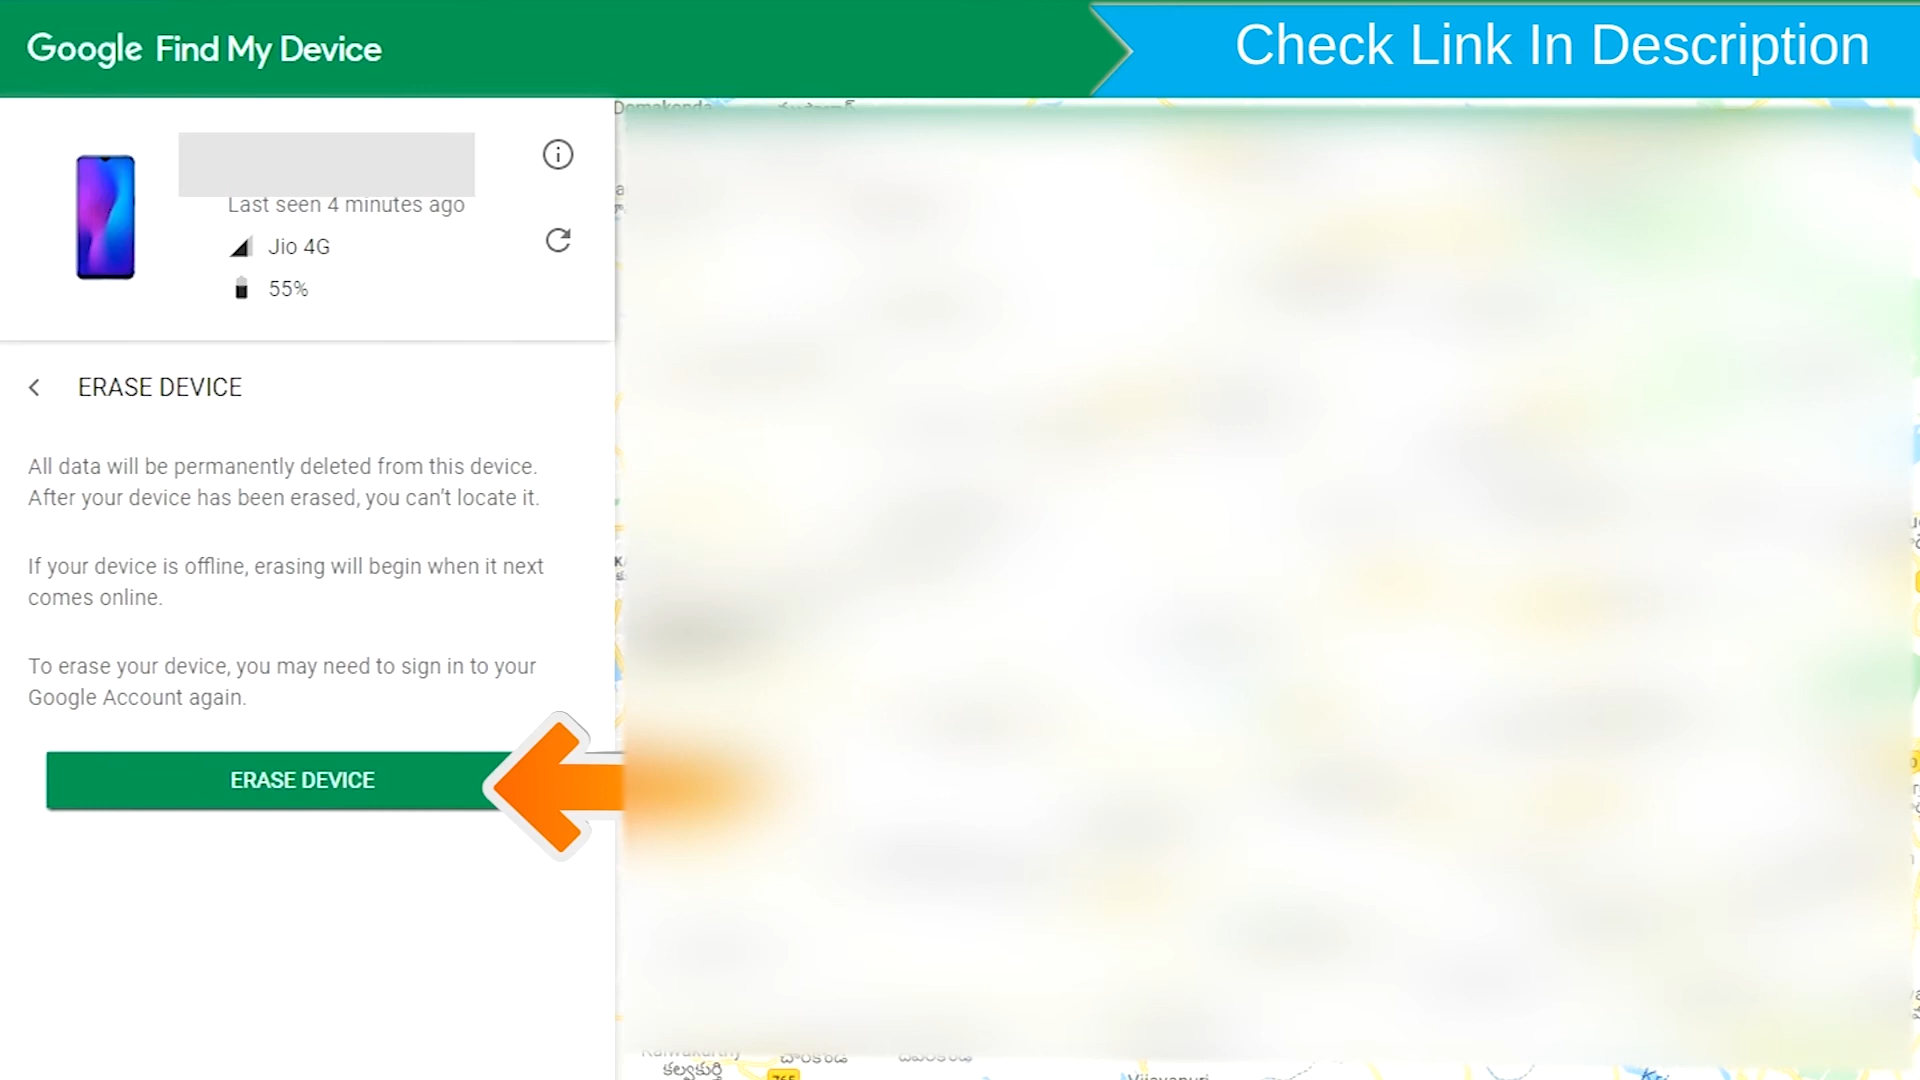 Google Find My Device
Check Link In Description
Last seen 4 minutes ago
Jio 4G
55%
ERASE DEVICE
All data will be permanently deleted from this device.
After your device has been erased, you can't locate it.
If your device is offline, erasing will begin when it next
comes online.
To erase your device, you may need to sign in to your
Google Account again.
ERASE DEVICE
కల్వకుర్తి